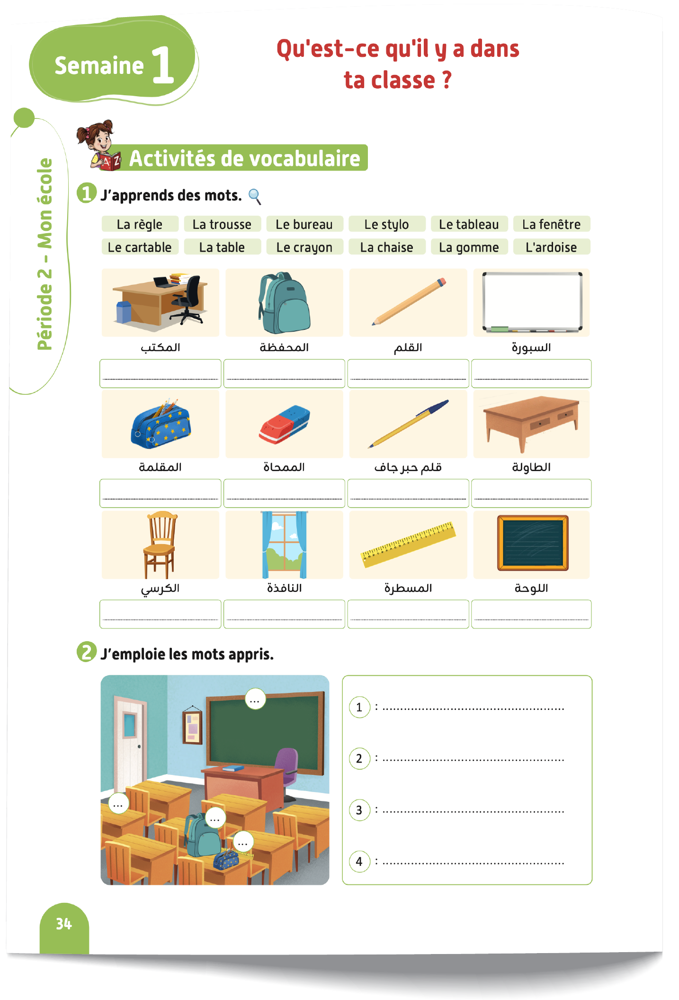 Semaine 1
Qu'est-ce qu'il y a dans
ta classe ?
Période 2 - Mon école
A Z
Activités de vocabulaire
1 J’apprends des mots.
La règle La trousse Le bureau Le stylo Le tableau La fenêtre
Le cartable La table Le crayon La chaise La gomme L'ardoise
المكتب المحفظة القلم السبورة
المقلمة الممحاة قلم حبر جاف الطاولة
الكرسي النافذة المسطرة اللوحة
2 J’emploie les mots appris.
...
...
...
...
1 : ..................................................
2 : ..................................................
3 : ..................................................
4 : ..................................................
34